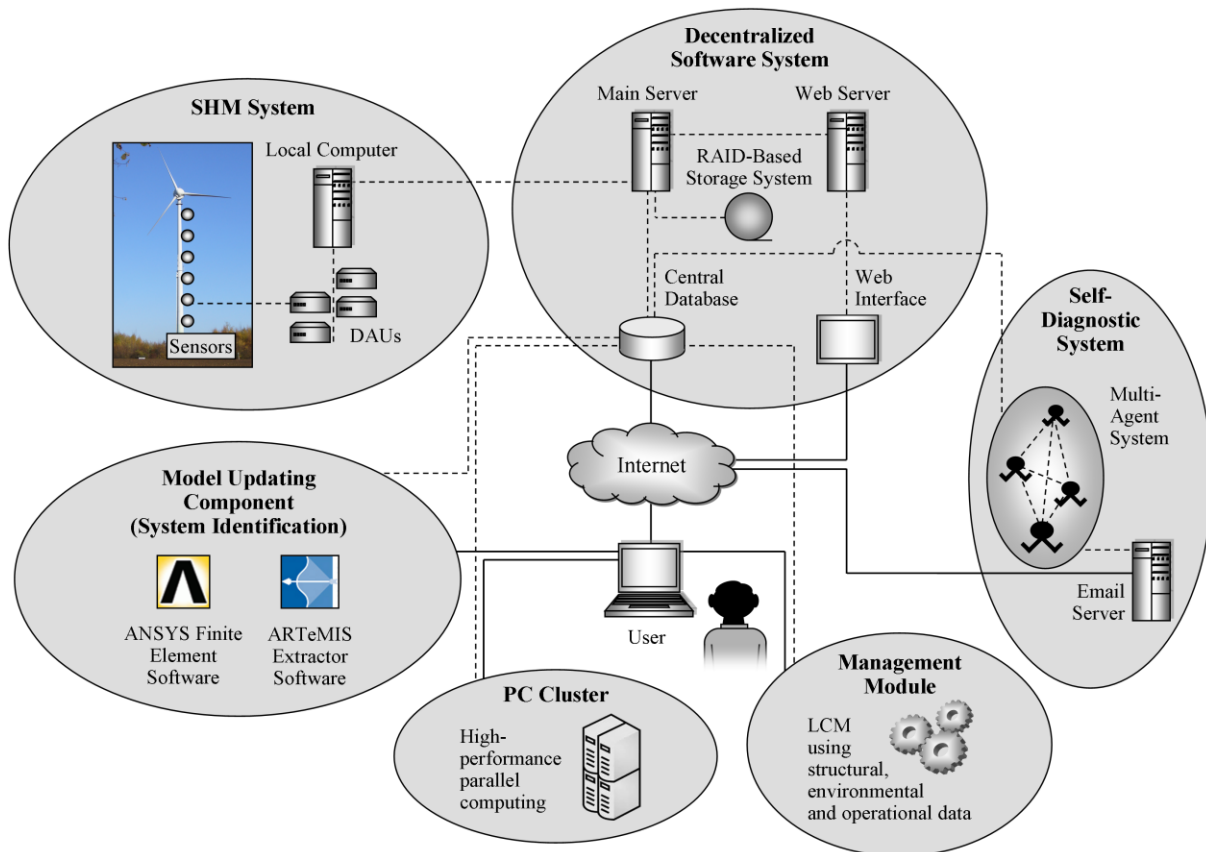 Decentralized
Software System
Main Server
Web Server
RAID-Based
Storage System
Central
Database
Web
Interface
SHM System
Local Computer
Sensors
DAUs
Self-
Diagnostic
System
Multi-
Agent
System
Email
Server
Internet
User
Model Updating
Component
(System Identification)
ANSYS Finite
Element
Software
ARTeMIS
Extractor
Software
PC Cluster
High-
performance
parallel
computing
Management
Module
LCM
using
structural,
environmental
and operational data